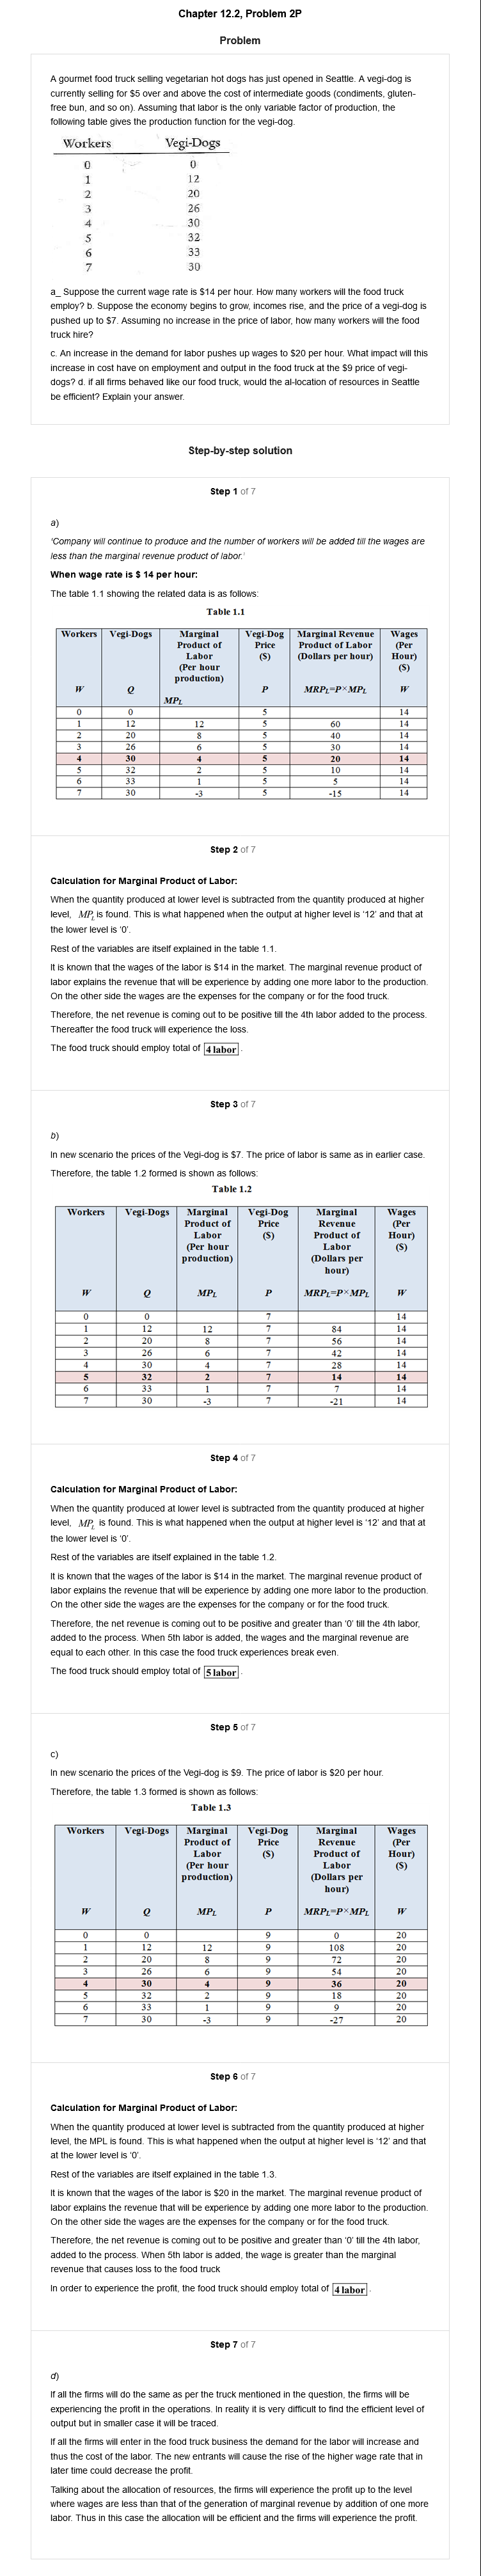 Chapter 12.2, Problem 2P
Problem
A gourmet food truck selling vegetarian hot dogs has just opened in Seattle. A vegi-dog is
currently selling for $5 over and above the cost of intermediate goods (condiments, gluten-
free bun, and so on). Assuming that labor is the only variable factor of production, the
following table gives the production function for the vegi-dog.
Workers Vegi-Dogs
0 0
1 12
2 20
3 26
4 30
5 32
6 33
7 30
a_ Suppose the current wage rate is $14 per hour. How many workers will the food truck
employ? b. Suppose the economy begins to grow, incomes rise, and the price of a vegi-dog is
pushed up to $7. Assuming no increase in the price of labor, how many workers will the food
truck hire?
c. An increase in the demand for labor pushes up wages to $20 per hour. What impact will this
increase in cost have on employment and output in the food truck at the $9 price of vegi-
dogs? d. if all firms behaved like our food truck, would the al-location of resources in Seattle
be efficient? Explain your answer.
Step-by-step solution
Step 1 of 7
a)
'Company will continue to produce and the number of workers will be added till the wages are
less than the marginal revenue product of labor.'
When wage rate is $ 14 per hour:
The table 1.1 showing the related data is as follows:
Table 1.1
Workers Vegi-Dogs Marginal Vegi-Dog Marginal Revenue Wages
Product of Price Product of Labor (Per
Labor ($) (Dollars per hour) Hour)
(Per hour ($)
production)
W Q P MRPL=P×MPL W
MPL
0 0 5 14
1 12 12 5 60 14
2 20 8 5 40 14
3 26 6 5 30 14
4 30 4 5 20 14
5 32 2 5 10 14
6 33 1 5 5 14
7 30 -3 5 -15 14
Step 2 of 7
Calculation for Marginal Product of Labor:
When the quantity produced at lower level is subtracted from the quantity produced at higher
level, MPL is found. This is what happened when the output at higher level is '12' and that at
the lower level is '0'.
Rest of the variables are itself explained in the table 1.1.
It is known that the wages of the labor is $14 in the market. The marginal revenue product of
labor explains the revenue that will be experience by adding one more labor to the production.
On the other side the wages are the expenses for the company or for the food truck.
Therefore, the net revenue is coming out to be positive till the 4th labor added to the process.
Thereafter the food truck will experience the loss.
The food truck should employ total of 4 labor.
Step 3 of 7
b)
In new scenario the prices of the Vegi-dog is $7. The price of labor is same as in earlier case.
Therefore, the table 1.2 formed is shown as follows:
Table 1.2
Workers Vegi-Dogs Marginal Vegi-Dog Marginal Wages
Product of Price Revenue (Per
Labor ($) Product of Hour)
(Per hour Labor ($)
production) (Dollars per
hour)
W Q MPL P MRPL=P×MPL W
0 0 7 14
1 12 12 7 84 14
2 20 8 7 56 14
3 26 6 7 42 14
4 30 4 7 28 14
5 32 2 7 14 14
6 33 1 7 7 14
7 30 -3 7 -21 14
Step 4 of 7
Calculation for Marginal Product of Labor:
When the quantity produced at lower level is subtracted from the quantity produced at higher
level, MPL is found. This is what happened when the output at higher level is '12' and that at
the lower level is '0'.
Rest of the variables are itself explained in the table 1.2.
It is known that the wages of the labor is $14 in the market. The marginal revenue product of
labor explains the revenue that will be experience by adding one more labor to the production.
On the other side the wages are the expenses for the company or for the food truck.
Therefore, the net revenue is coming out to be positive and greater than '0' till the 4th labor,
added to the process. When 5th labor is added, the wages and the marginal revenue are
equal to each other. In this case the food truck experiences break even.
The food truck should employ total of 5 labor.
Step 5 of 7
c)
In new scenario the prices of the Vegi-dog is $9. The price of labor is $20 per hour.
Therefore, the table 1.3 formed is shown as follows:
Table 1.3
Workers Vegi-Dogs Marginal Vegi-Dog Marginal Wages
Product of Price Revenue (Per
Labor ($) Product of Hour)
(Per hour Labor ($)
production) (Dollars per
hour)
W Q MPL P MRPL=P×MPL W
0 0 9 0 20
1 12 12 9 108 20
2 20 8 9 72 20
3 26 6 9 54 20
4 30 4 9 36 20
5 32 2 9 18 20
6 33 1 9 9 20
7 30 -3 9 -27 20
Step 6 of 7
Calculation for Marginal Product of Labor:
When the quantity produced at lower level is subtracted from the quantity produced at higher
level, the MPL is found. This is what happened when the output at higher level is '12' and that
at the lower level is '0'.
Rest of the variables are itself explained in the table 1.3.
It is known that the wages of the labor is $20 in the market. The marginal revenue product of
labor explains the revenue that will be experience by adding one more labor to the production.
On the other side the wages are the expenses for the company or for the food truck.
Therefore, the net revenue is coming out to be positive and greater than '0' till the 4th labor,
added to the process. When 5th labor is added, the wage is greater than the marginal
revenue that causes loss to the food truck
In order to experience the profit, the food truck should employ total of 4 labor.
Step 7 of 7
d)
If all the firms will do the same as per the truck mentioned in the question, the firms will be
experiencing the profit in the operations. In reality it is very difficult to find the efficient level of
output but in smaller case it will be traced.
If all the firms will enter in the food truck business the demand for the labor will increase and
thus the cost of the labor. The new entrants will cause the rise of the higher wage rate that in
later time could decrease the profit.
Talking about the allocation of resources, the firms will experience the profit up to the level
where wages are less than that of the generation of marginal revenue by addition of one more
labor. Thus in this case the allocation will be efficient and the firms will experience the profit.